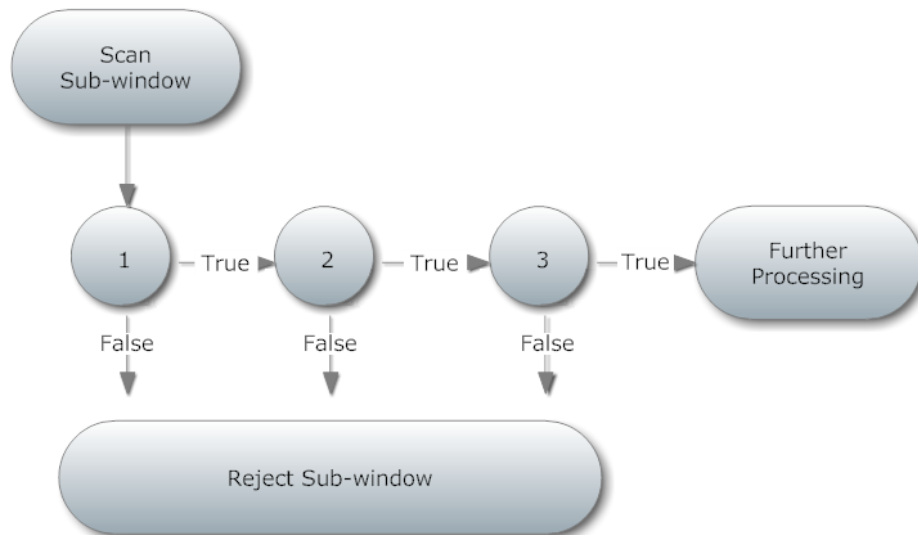 Scan
Sub-window
1
True
2
True
3
True
Further
Processing
False
False
False
Reject Sub-window